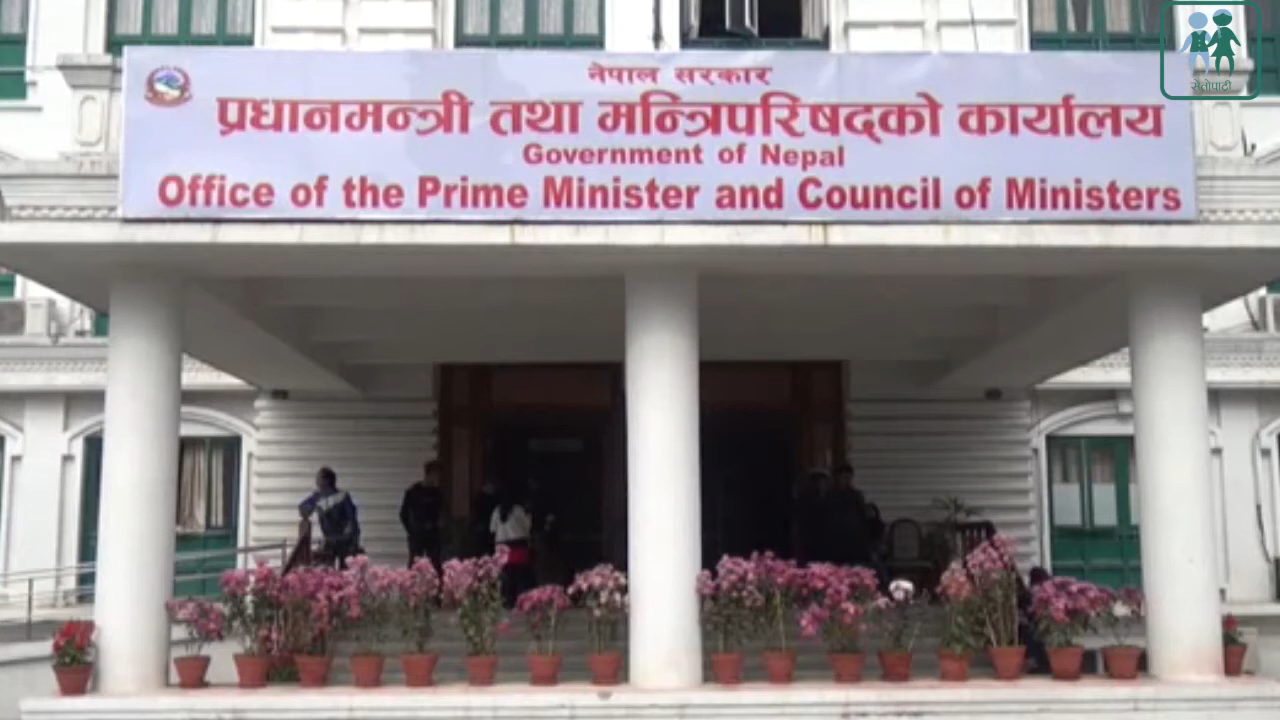 नेपाल सरकार
प्रधानमन्त्री तथा मन्त्रिपरिषद्को कार्यालय
Government of Nepal
Office of the Prime Minister and Council of Ministers
सेतोपाटी